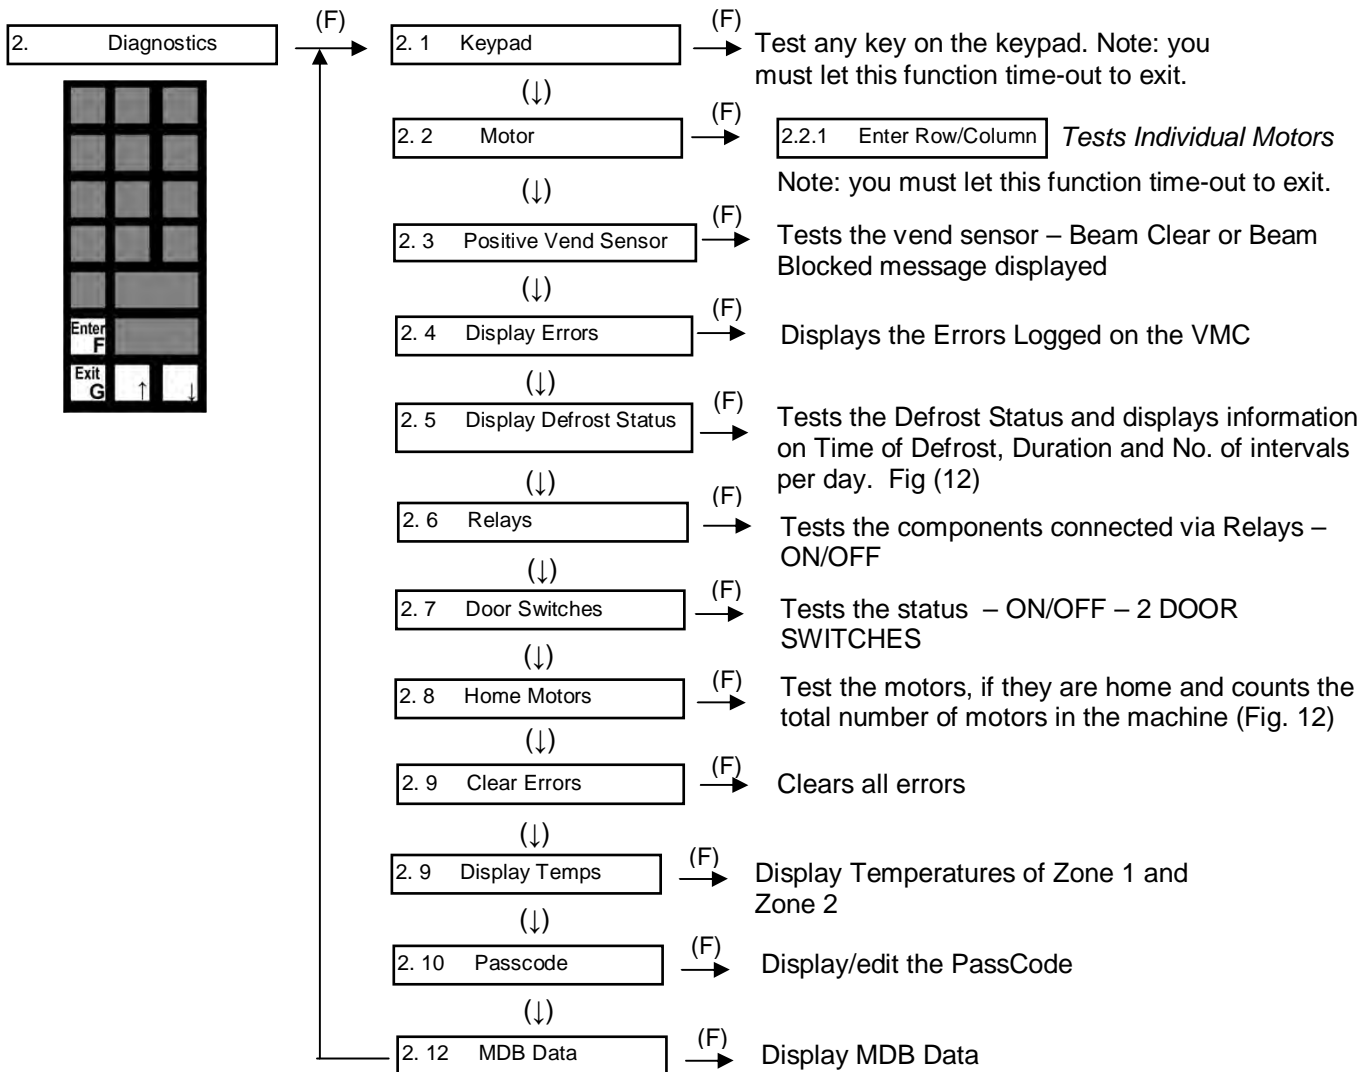 2. Diagnostics
(F)
2. 1 Keypad
(F)
Test any key on the keypad. Note: you
must let this function time-out to exit.
(↓)
2. 2 Motor
(F)
2.2.1 Enter Row/Column
Tests Individual Motors
Note: you must let this function time-out to exit.
(↓)
2. 3 Positive Vend Sensor
(F)
Tests the vend sensor – Beam Clear or Beam
Blocked message displayed
(↓)
2. 4 Display Errors
(F)
Displays the Errors Logged on the VMC
(↓)
2. 5 Display Defrost Status
(F)
Tests the Defrost Status and displays information
on Time of Defrost, Duration and No. of intervals
per day. Fig (12)
(↓)
2. 6 Relays
(F)
Tests the components connected via Relays –
ON/OFF
(↓)
2. 7 Door Switches
(F)
Tests the status – ON/OFF – 2 DOOR
SWITCHES
(↓)
2. 8 Home Motors
(F)
Test the motors, if they are home and counts the
total number of motors in the machine (Fig. 12)
(↓)
2. 9 Clear Errors
(F)
Clears all errors
(↓)
2. 9 Display Temps
(F)
Display Temperatures of Zone 1 and
Zone 2
(↓)
2. 10 Passcode
(F)
Display/edit the PassCode
(↓)
2. 12 MDB Data
(F)
Display MDB Data
Enter
F
Exit
G ↑ ↓